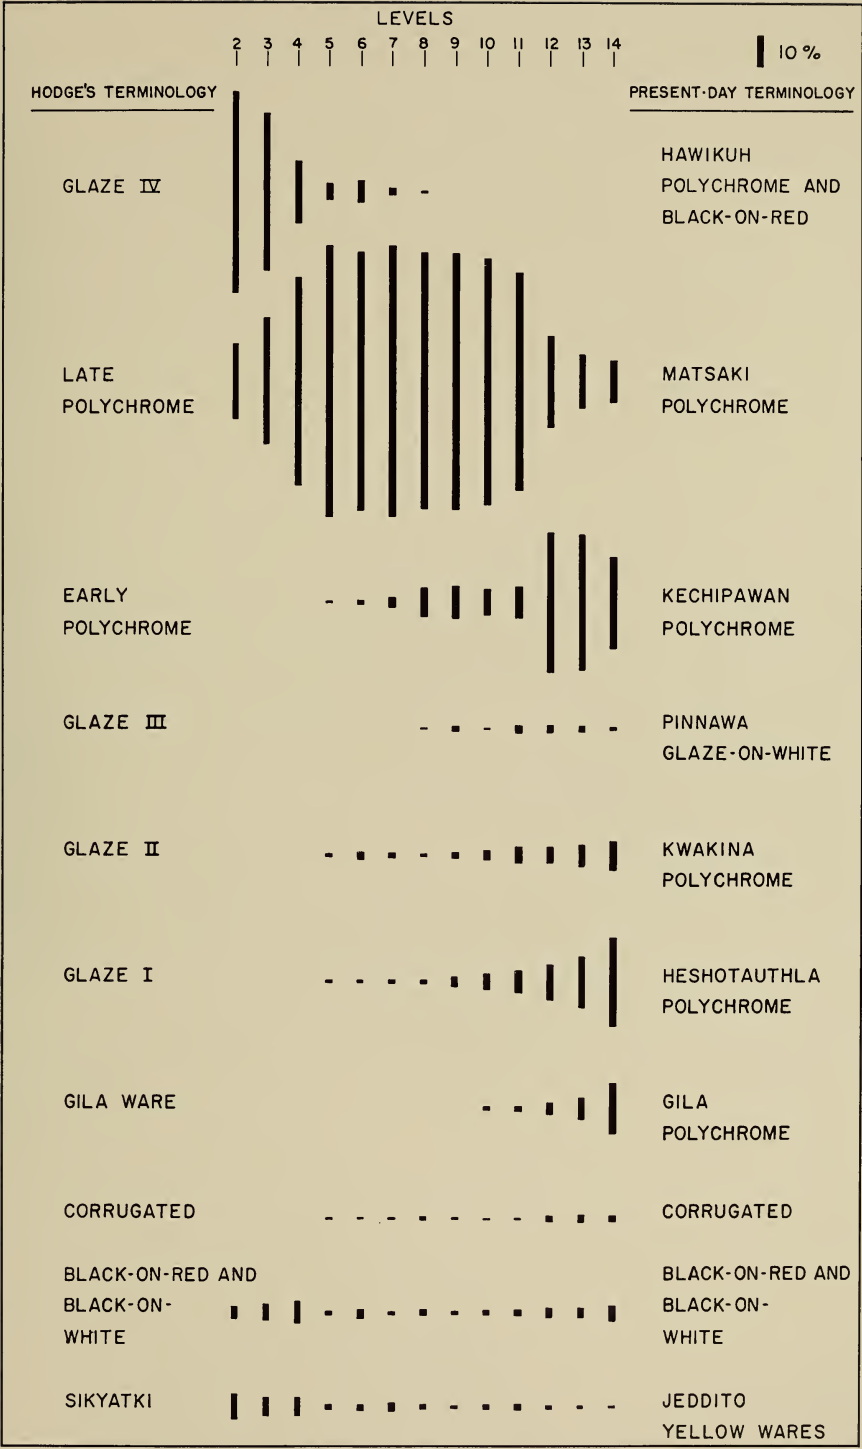 LEVELS
2 3 4 5 6 7 8 9 10 11 12 13 14
10 %
HODGE'S TERMINOLOGY
PRESENT-DAY TERMINOLOGY
GLAZE IV
HAWIKUH
POLYCHROME AND
BLACK-ON-RED
LATE
POLYCHROME
MATSAKI
POLYCHROME
EARLY
POLYCHROME
KECHIPAWAN
POLYCHROME
GLAZE III
PINNAWA
GLAZE-ON-WHITE
GLAZE II
KWAKINA
POLYCHROME
GLAZE I
HESHOTAUTHLA
POLYCHROME
GILA WARE
GILA
POLYCHROME
CORRUGATED
CORRUGATED
BLACK-ON-RED AND
BLACK-ON-
WHITE
BLACK-ON-RED AND
BLACK-ON-
WHITE
SIKYATKI
JEDDITO
YELLOW WARES